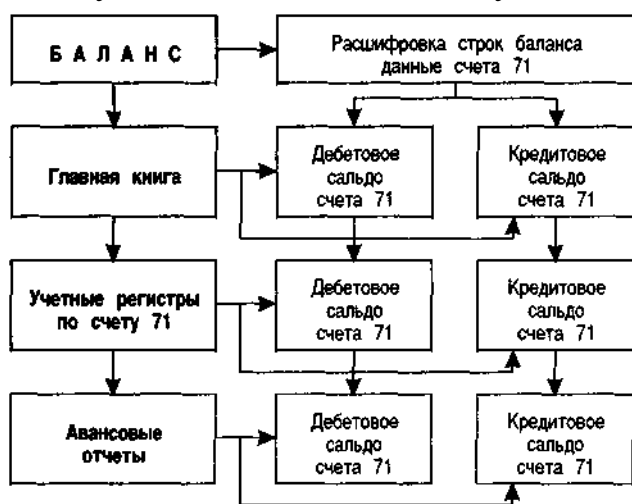 БАЛАНС
Расшифровка строк баланса
данные счета 71
Главная книга
Дебетовое
сальдо
счета 71
Кредитовое
сальдо
счета 71
Учетные регистры
по счету 71
Дебетовое
сальдо
счета 71
Кредитовое
сальдо
счета 71
Авансовые
отчеты
Дебетовое
сальдо
счета 71
Кредитовое
сальдо
счета 71